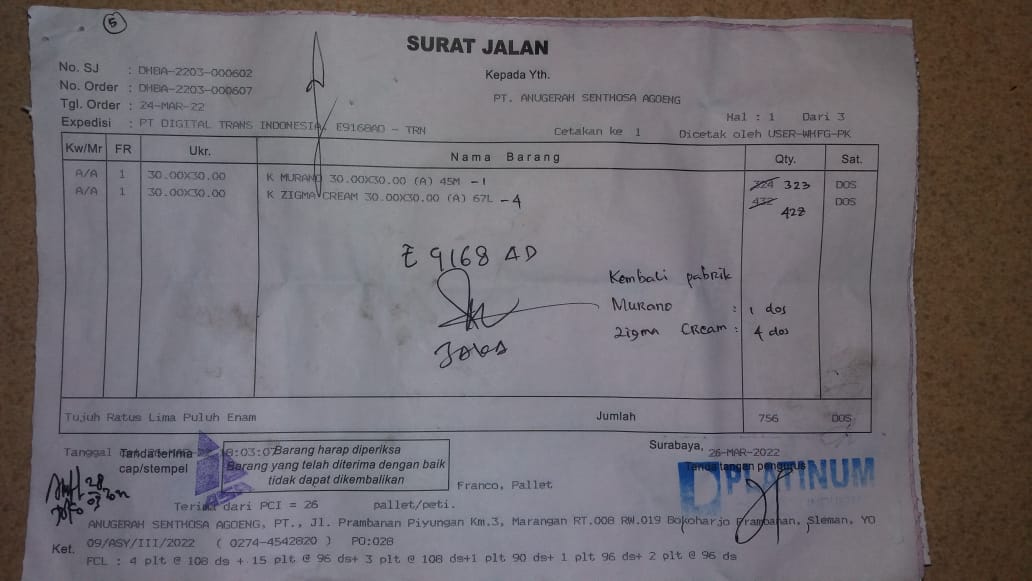 5
SURAT JALAN
No. SJ : DHBA-2203-000602
Kepada Yth.
No. Order : DHBA-2203-000607
PT. ANUGERAH SENTHOSA AGOENG
Tgl. Order : 24-MAR-22
Hal : 1 Dari 3
Expedisi : PT DIGITAL TRANS INDONESIA, E9168AD - TRN
Cetakan ke 1 Dicetak oleh USER-WHFG-PK
Kw/Mr FR Ukr. Nama Barang Qty. Sat.
A/A 1 30.00X30.00 K MURANO 30.00X30.00 (A) 45M -1 324 323 DOS
A/A 1 30.00X30.00 K ZIGMA CREAM 30.00X30.00 (A) 67L -4 432 428 DOS
E 9168 AD
Kembali pabrik
Murano : 1 dos
Zigma Cream : 4 dos
Tujuh Ratus Lima Puluh Enam Jumlah 756 DOS
Tanggal
Tanda terima
18:03:07
cap/stempel
Barang harap diperiksa
Barang yang telah diterima dengan baik
tidak dapat dikembalikan
Surabaya, 26-MAR-2022
Tanda tangan pengurus
PLATINUM
Franco, Pallet
Terima dari PCI = 26 pallet/peti.
ANUGERAH SENTHOSA AGOENG, PT., Jl. Prambanan Piyungan Km.3, Marangan RT.008 RW.019 Bokoharjo Prambanan, Sleman, YO
Ket. 09/ASY/III/2022 ( 0274-4542820 ) PO:028
FCL : 4 plt @ 108 ds + 15 plt @ 96 ds+ 3 plt @ 108 ds+1 plt 90 ds+ 1 plt 96 ds+ 2 plt @ 96 ds